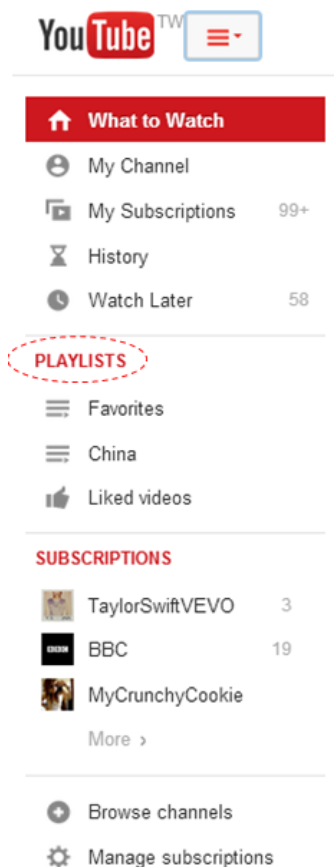 YouTube TW
What to Watch
My Channel
My Subscriptions 99+
History
Watch Later 58
PLAYLISTS
Favorites
China
Liked videos
SUBSCRIPTIONS
TaylorSwiftVEVO 3
BBC 19
MyCrunchyCookie
More ›
Browse channels
Manage subscriptions